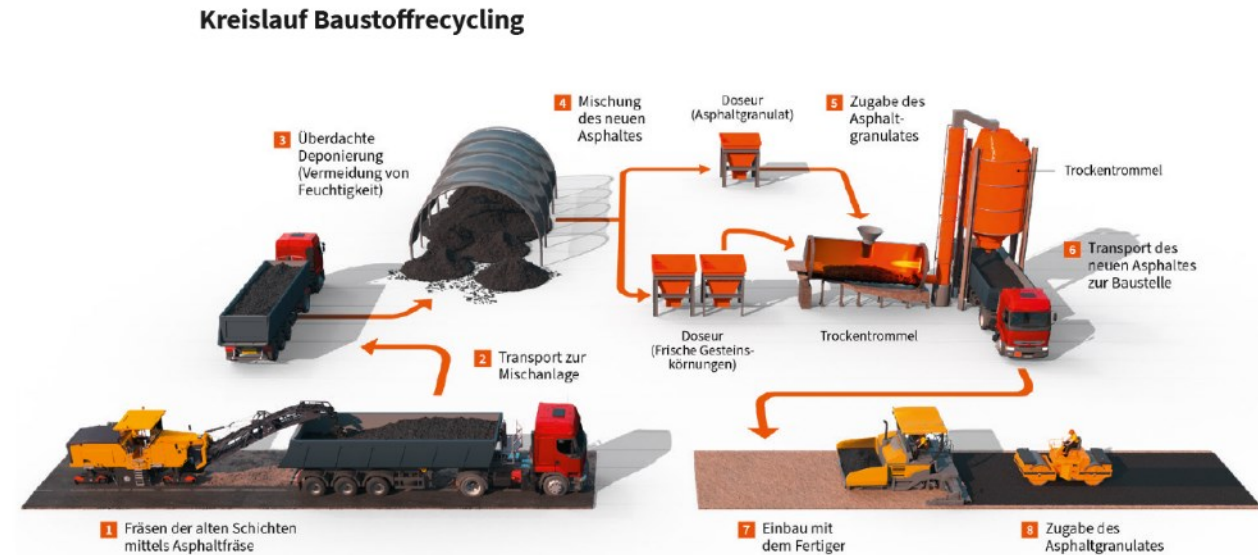 Kreislauf Baustoffrecycling
1 Fräsen der alten Schichten
mittels Asphaltfräse
2 Transport zur
Mischanlage
3 Überdachte
Deponierung
(Vermeidung von
Feuchtigkeit)
4 Mischung
des neuen
Asphaltes
Doseur
(Asphaltgranulat)
Doseur
(Frische Gesteins-
körnungen)
5 Zugabe des
Asphalt-
granulates
Trockentrommel
Trockentrommel
6 Transport des
neuen Asphaltes
zur Baustelle
7 Einbau mit
dem Fertiger
8 Zugabe des
Asphaltgranulates